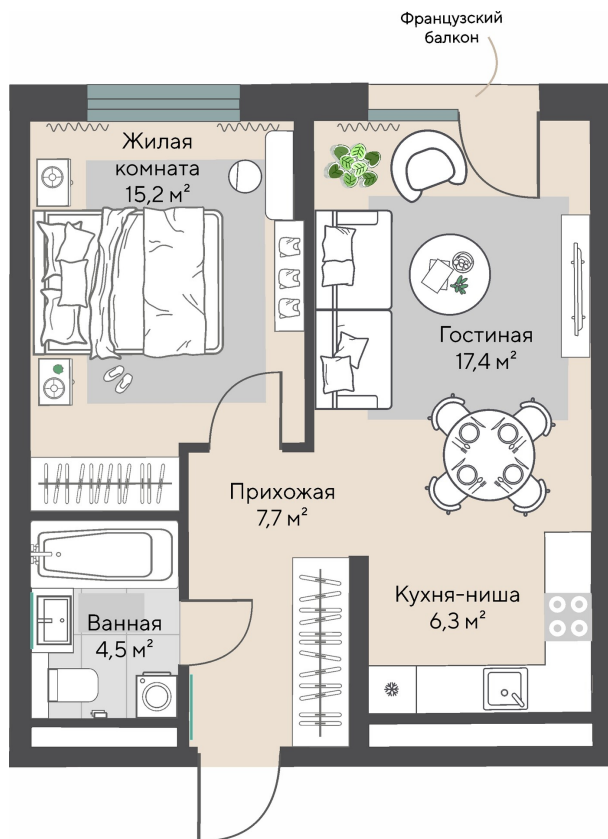 Французский
балкон
Жилая
комната
15,2 м²
Гостиная
17,4 м²
Прихожая
7,7 м²
Кухня-ниша
6,3 м²
Ванная
4,5 м²